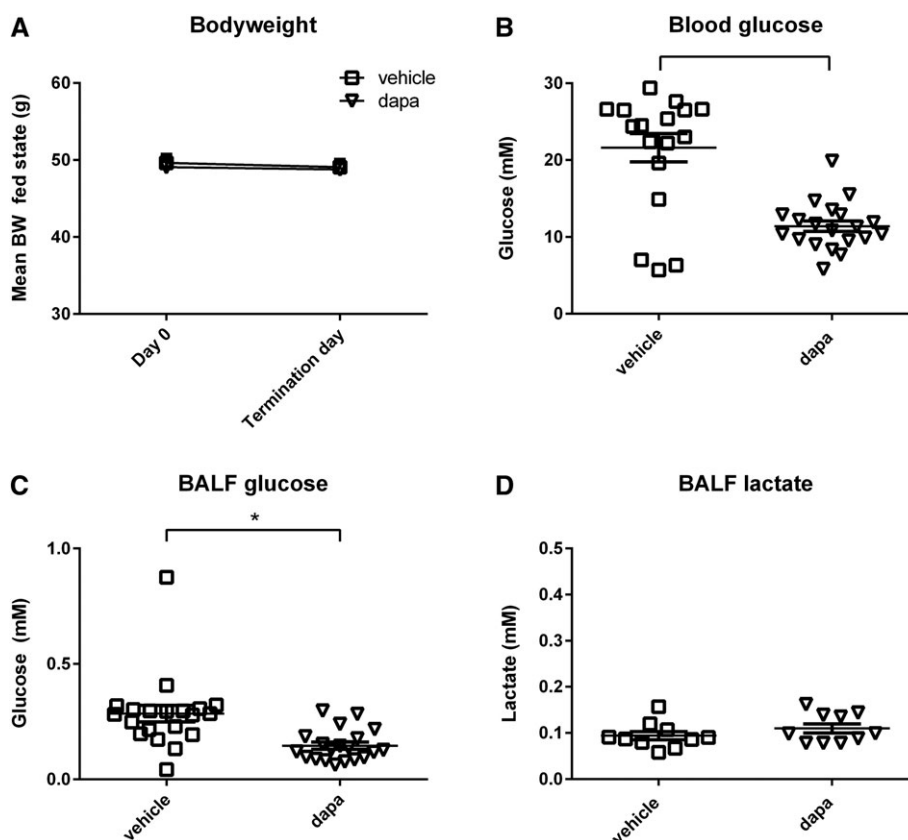 A
Bodyweight
vehicle
dapa
Mean BW fed state (g)
60
50
40
30
Day 0
Termination day
B
Blood glucose
Glucose (mM)
30
20
10
0
vehicle
dapa
C
BALF glucose
*
Glucose (mM)
1.0
0.5
0.0
vehicle
dapa
D
BALF lactate
Lactate (mM)
0.5
0.4
0.3
0.2
0.1
0.0
vehicle
dapa